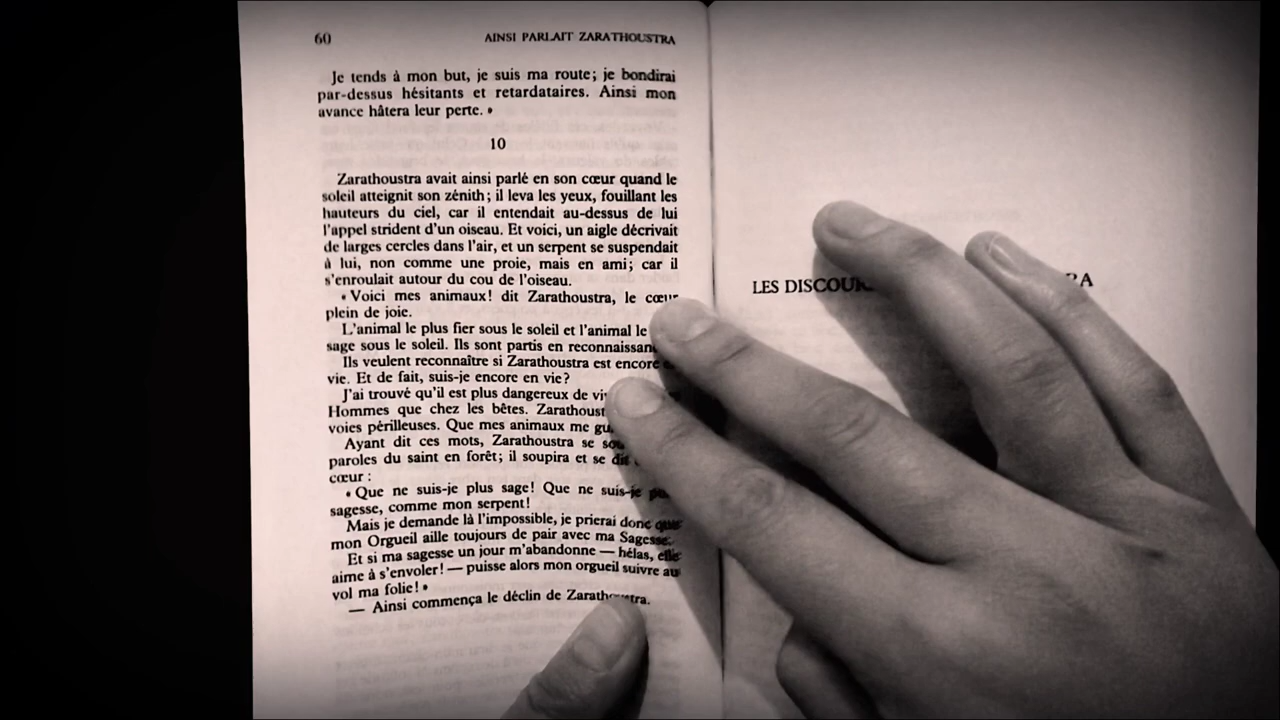 60
AINSI PARLAIT ZARATHOUSTRA
Je tends à mon but, je suis ma route; je bondirai
par-dessus hésitants et retardataires. Ainsi mon
avance hâtera leur perte. »
10
Zarathoustra avait ainsi parlé en son cœur quand le
soleil atteignit son zénith; il leva les yeux, fouillant les
hauteurs du ciel, car il entendait au-dessus de lui
l'appel strident d'un oiseau. Et voici, un aigle décrivait
de larges cercles dans l'air, et un serpent se suspendait
à lui, non comme une proie, mais en ami; car il
s'enroulait autour du cou de l'oiseau.
« Voici mes animaux! dit Zarathoustra, le cœur
plein de joie.
L'animal le plus fier sous le soleil et l'animal le
sage sous le soleil. Ils sont partis en
Ils veulent reconnaître si Zarathoustra est encore
vie. Et de fait, suis-je encore en vie?
J'ai trouvé qu'il est plus dangereux de
Hommes que chez les bêtes.
voies périlleuses. Que mes animaux me
Ayant dit ces mots, Zarathoustra se
paroles du saint en forêt; il soupira et se dit
cœur :
« Que ne suis-je plus sage! Que ne suis-je
sagesse, comme mon serpent!
Mais je demande là l'impossible, je prierai donc que
mon Orgueil aille toujours de pair avec ma Sagesse.
Et si ma sagesse un jour m'abandonne — hélas, elle
aime à s'envoler! — puisse alors mon orgueil suivre au
vol ma folie! »
— Ainsi commença le déclin de Zarathoustra.
LES